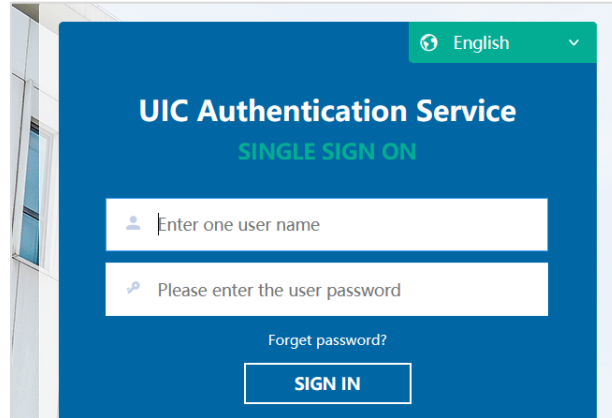 English
UIC Authentication Service
SINGLE SIGN ON
Enter one user name
Please enter the user password
Forget password?
SIGN IN